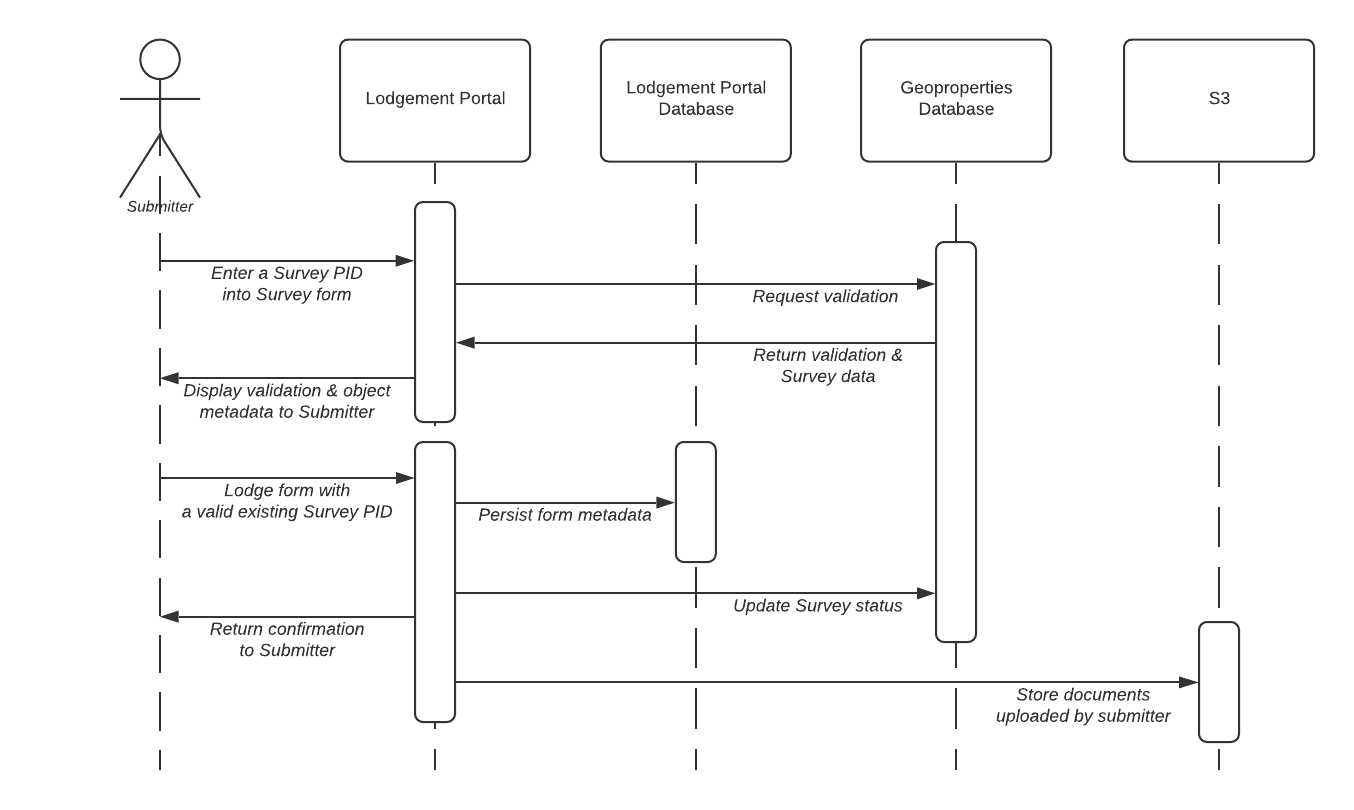 Lodgement Portal
Lodgement Portal
Database
Geoproperties
Database
S3
Submitter
Enter a Survey PID
into Survey form
Request validation
Return validation &
Survey data
Display validation & object
metadata to Submitter
Lodge form with
a valid existing Survey PID
Persist form metadata
Update Survey status
Return confirmation
to Submitter
Store documents
uploaded by submitter